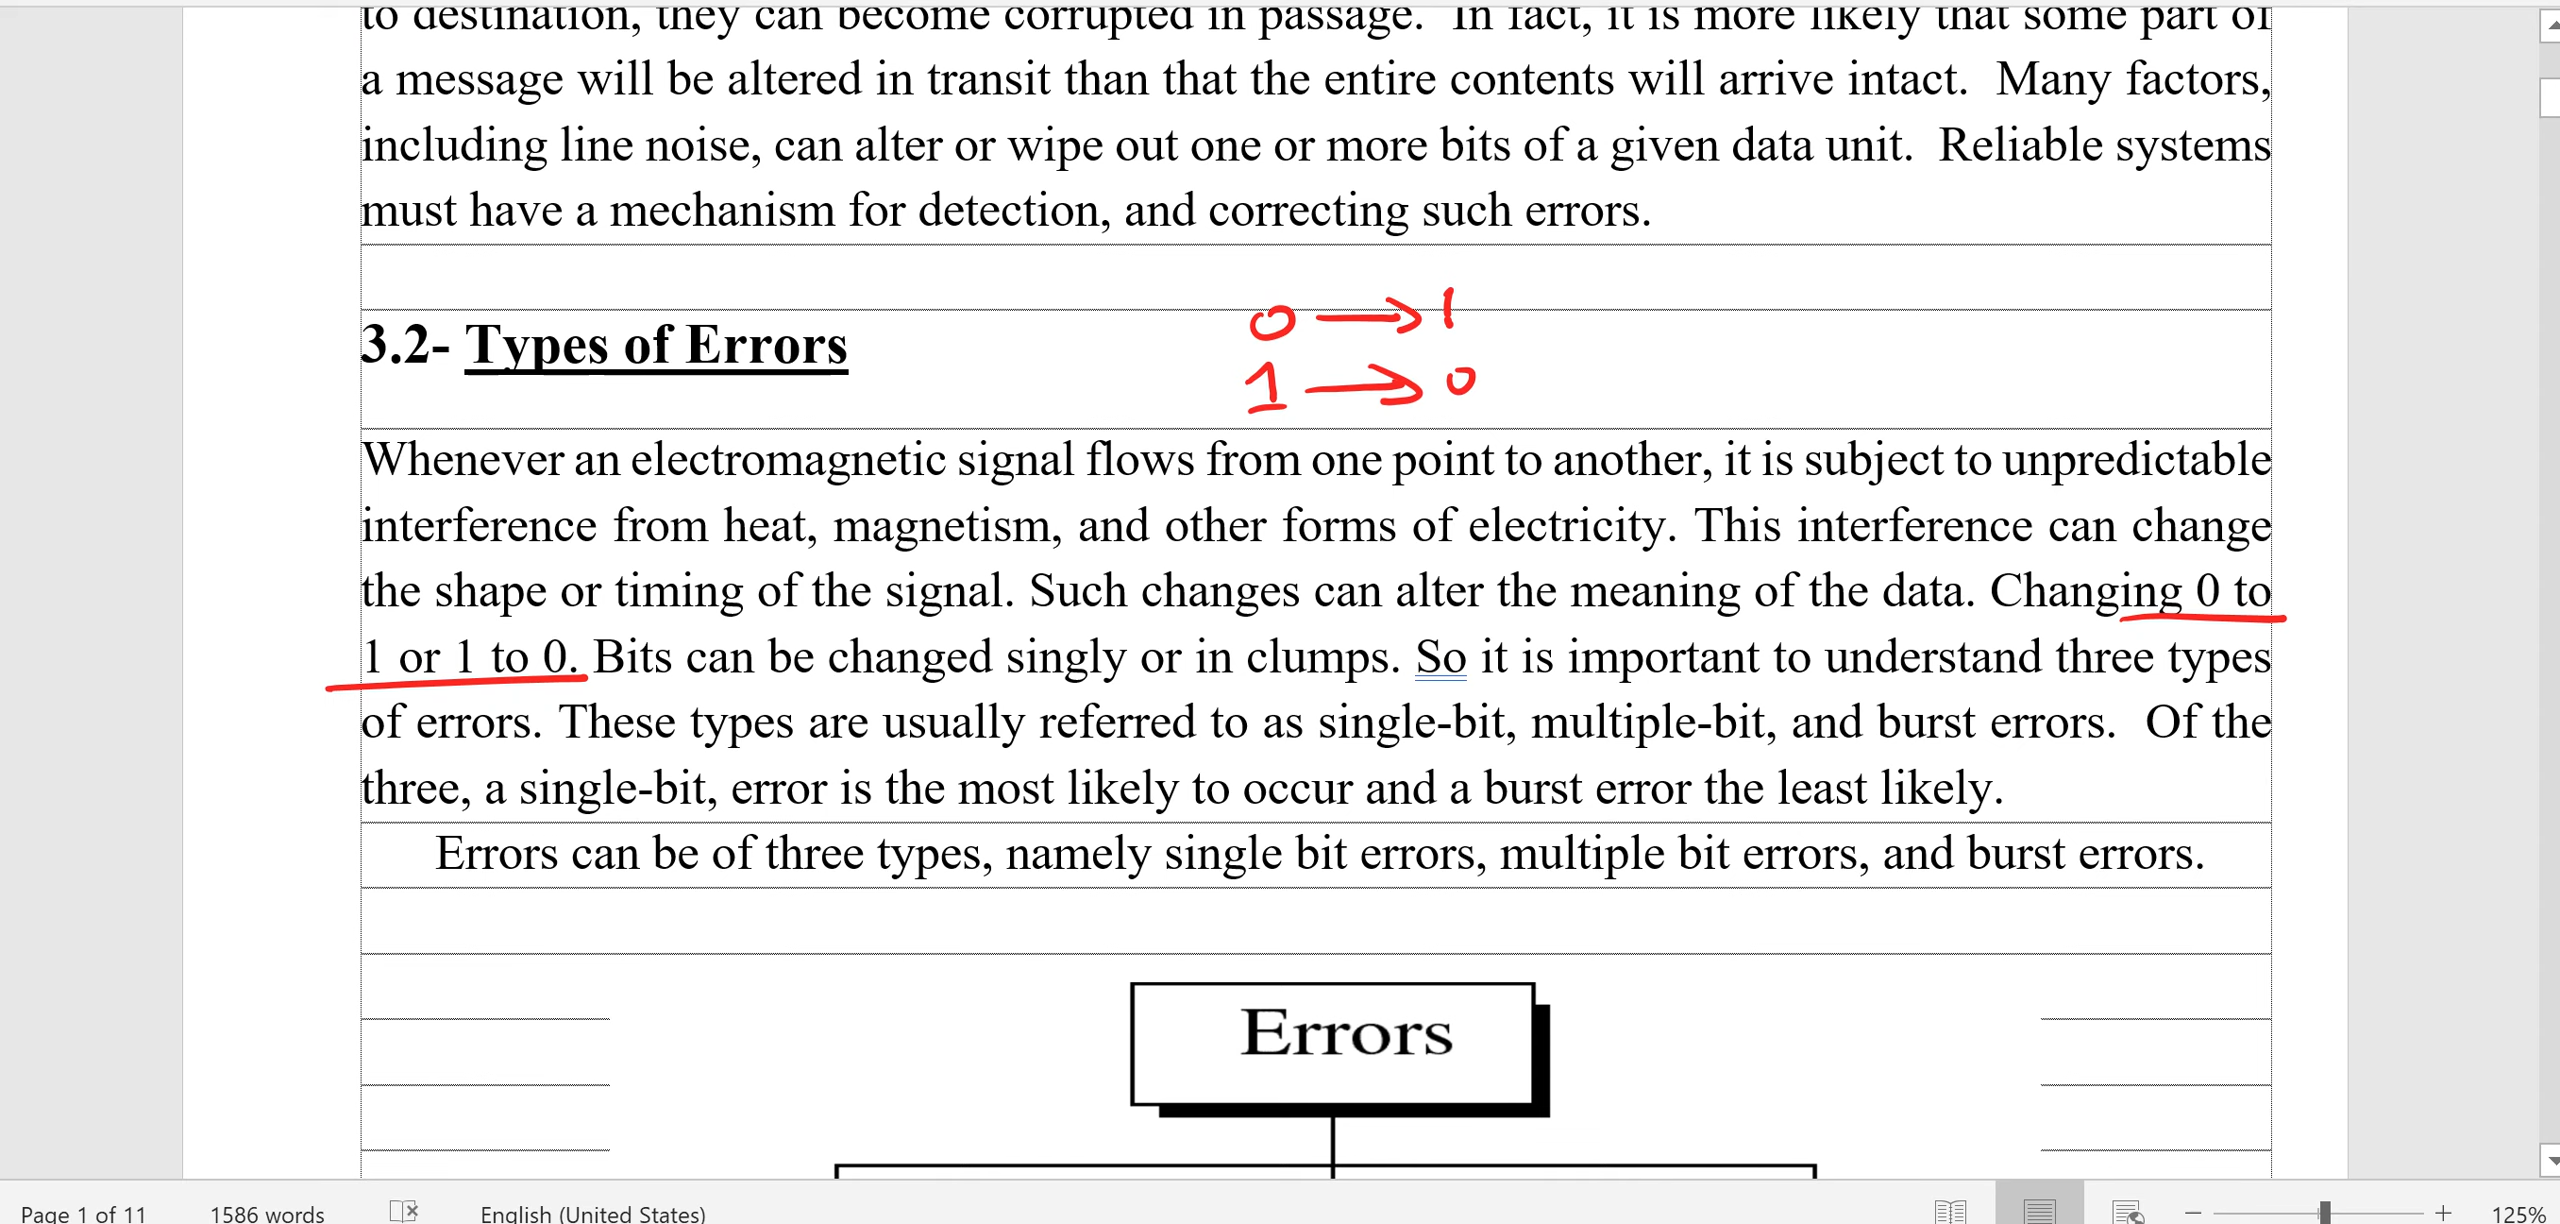 to destination, they can become corrupted in passage. In fact, it is more likely that some part of
a message will be altered in transit than that the entire contents will arrive intact. Many factors,
including line noise, can alter or wipe out one or more bits of a given data unit. Reliable systems
must have a mechanism for detection, and correcting such errors.
0 → 1
3.2- Types of Errors
1 → 0
Whenever an electromagnetic signal flows from one point to another, it is subject to unpredictable
interference from heat, magnetism, and other forms of electricity. This interference can change
the shape or timing of the signal. Such changes can alter the meaning of the data. Changing 0 to
1 or 1 to 0. Bits can be changed singly or in clumps. So it is important to understand three types
of errors. These types are usually referred to as single-bit, multiple-bit, and burst errors. Of the
three, a single-bit, error is the most likely to occur and a burst error the least likely.
Errors can be of three types, namely single bit errors, multiple bit errors, and burst errors.
Errors
Page 1 of 11 1586 words English (United States) 125%